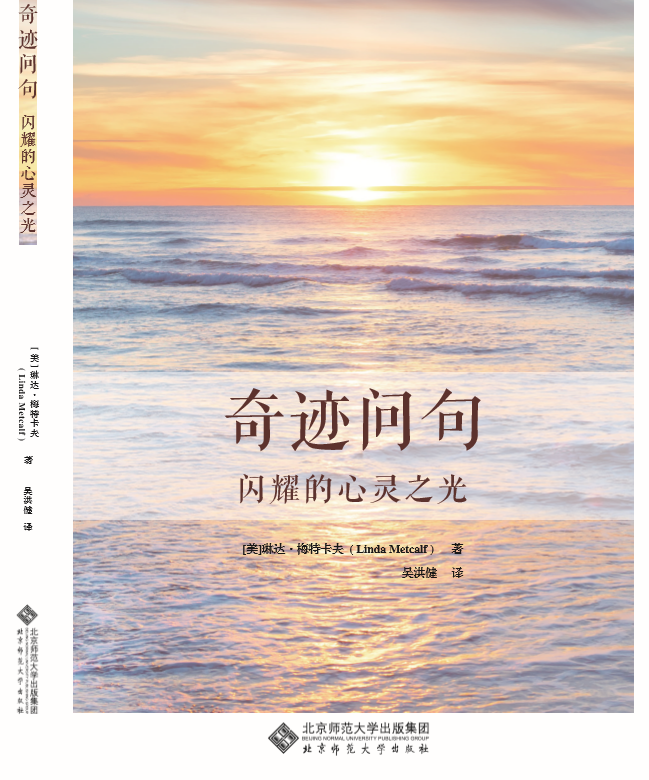 奇迹问句 闪耀的心灵之光
[美]琳达·梅特卡夫
(Linda Metcalf)
著
吴洪健 译
北京师范大学出版集团
北京师范大学出版社
奇迹问句
闪耀的心灵之光
[美]琳达·梅特卡夫(Linda Metcalf) 著
吴洪健 译
北京师范大学出版集团
BEIJING NORMAL UNIVERSITY PUBLISHING GROUP
北京师范大学出版社